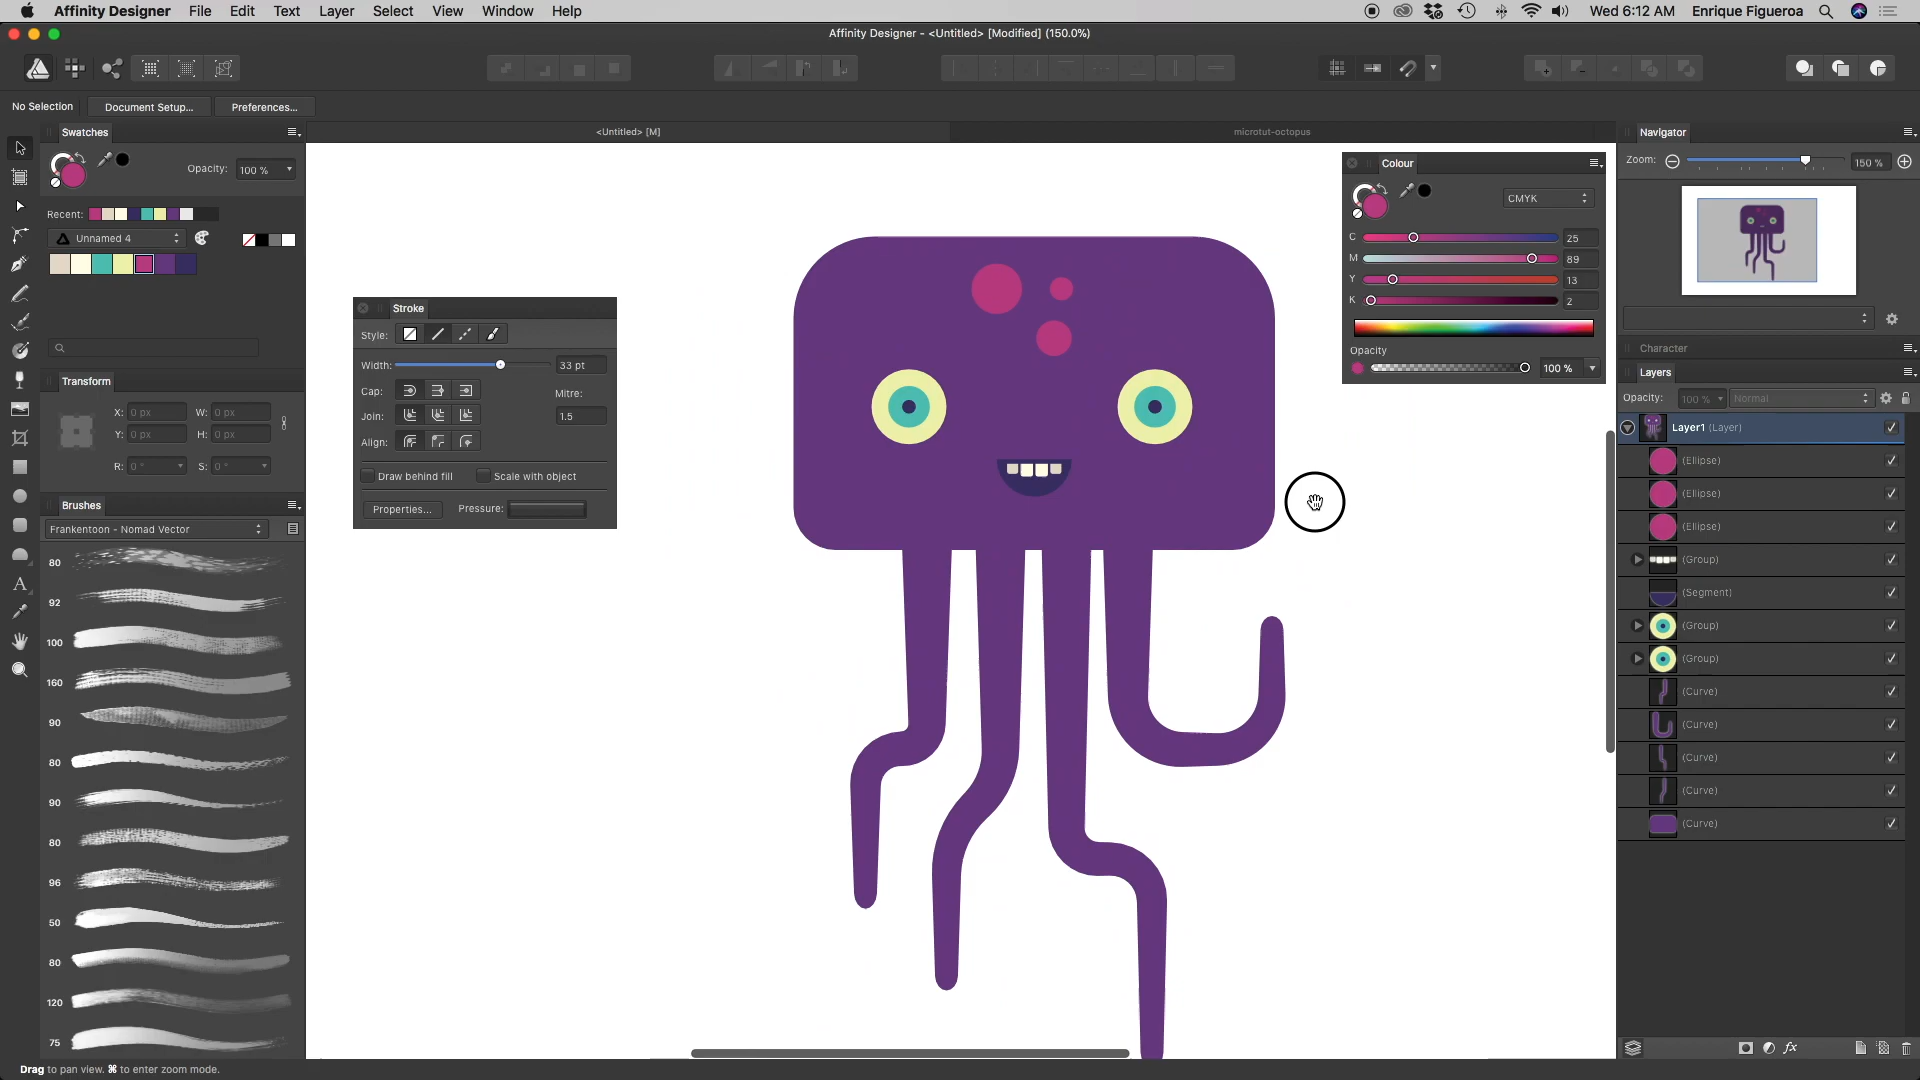 Affinity Designer File Edit Text Layer Select View Window Help Wed 6:12 AM Enrique Figueroa
Affinity Designer - <Untitled> [Modified] (150.0%)
No Selection Document Setup... Preferences...
Swatches
<Untitled> [M] microtut-octopus
Opacity: 100 %
Recent:
Unnamed 4
Transform
X: 0 px W: 0 px
Y: 0 px H: 0 px
R: 0 ° S: 0 °
Brushes
Frankentoon - Nomad Vector
80
92
100
160
90
80
90
80
96
50
80
120
75
Stroke
Style:
Width: 33 pt
Cap: Mitre:
Join: 1.5
Align:
Draw behind fill Scale with object
Properties... Pressure:
Colour
CMYK
C 25
M 89
Y 13
K 2
Opacity
100 %
Navigator
Zoom: 150 %
Character
Layers
Opacity: 100 % Normal
Layer1 (Layer)
(Ellipse)
(Ellipse)
(Ellipse)
(Group)
(Segment)
(Group)
(Group)
(Curve)
(Curve)
(Curve)
(Curve)
(Curve)
fx
A
Drag to pan view. ⌘ to enter zoom mode.